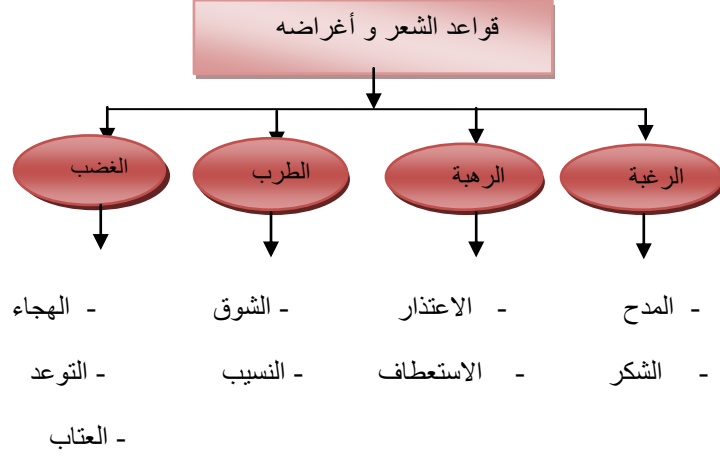 قواعد الشعر و أغراضه
الرغبة
الرهبة
الطرب
الغضب
- المدح
- الاعتذار
- الشوق
- الهجاء
- الشكر
- الاستعطاف
- النسيب
- التوعد
- العتاب